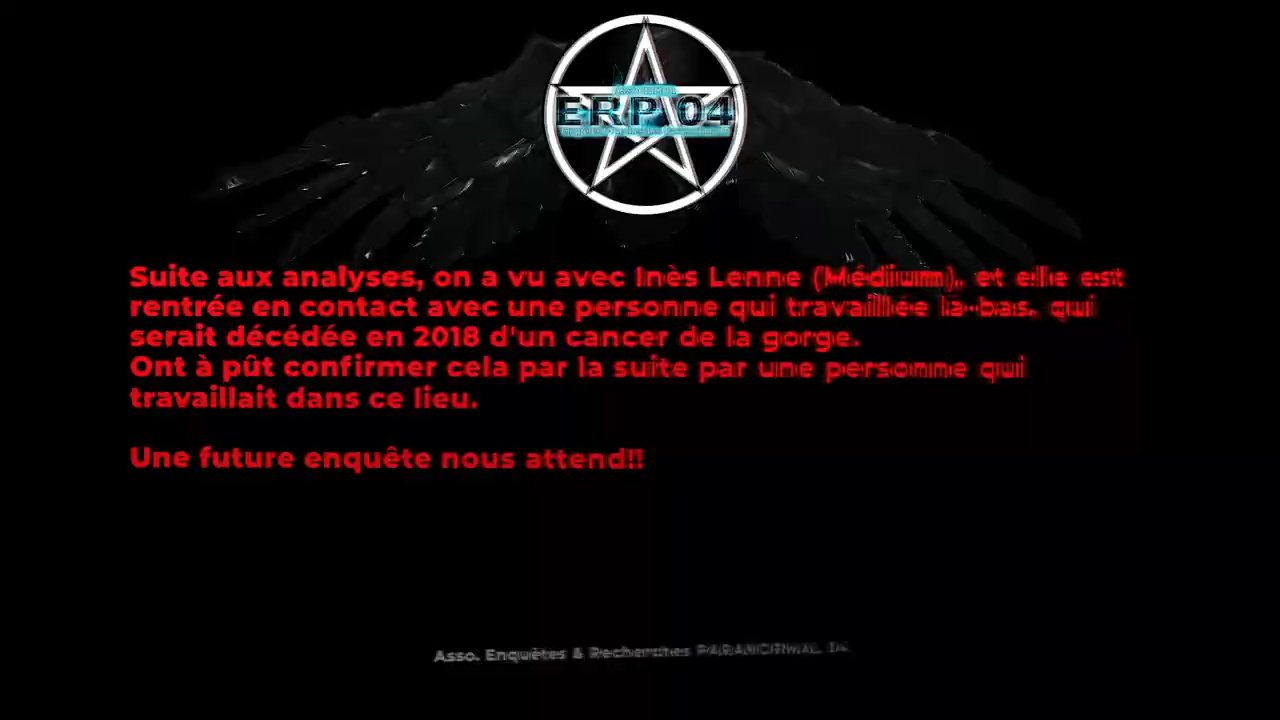 ERP 04
Suite aux analyses, on a vu avec Inès Lenne (Médium), et elle est
rentrée en contact avec une personne qui travaillée la-bas, qui
serait décédée en 2018 d'un cancer de la gorge.
Ont à pût confirmer cela par la suite par une personne qui
travaillait dans ce lieu.
Une future enquête nous attend!!
Asso. Enquêtes & Recherches PARANORMAL